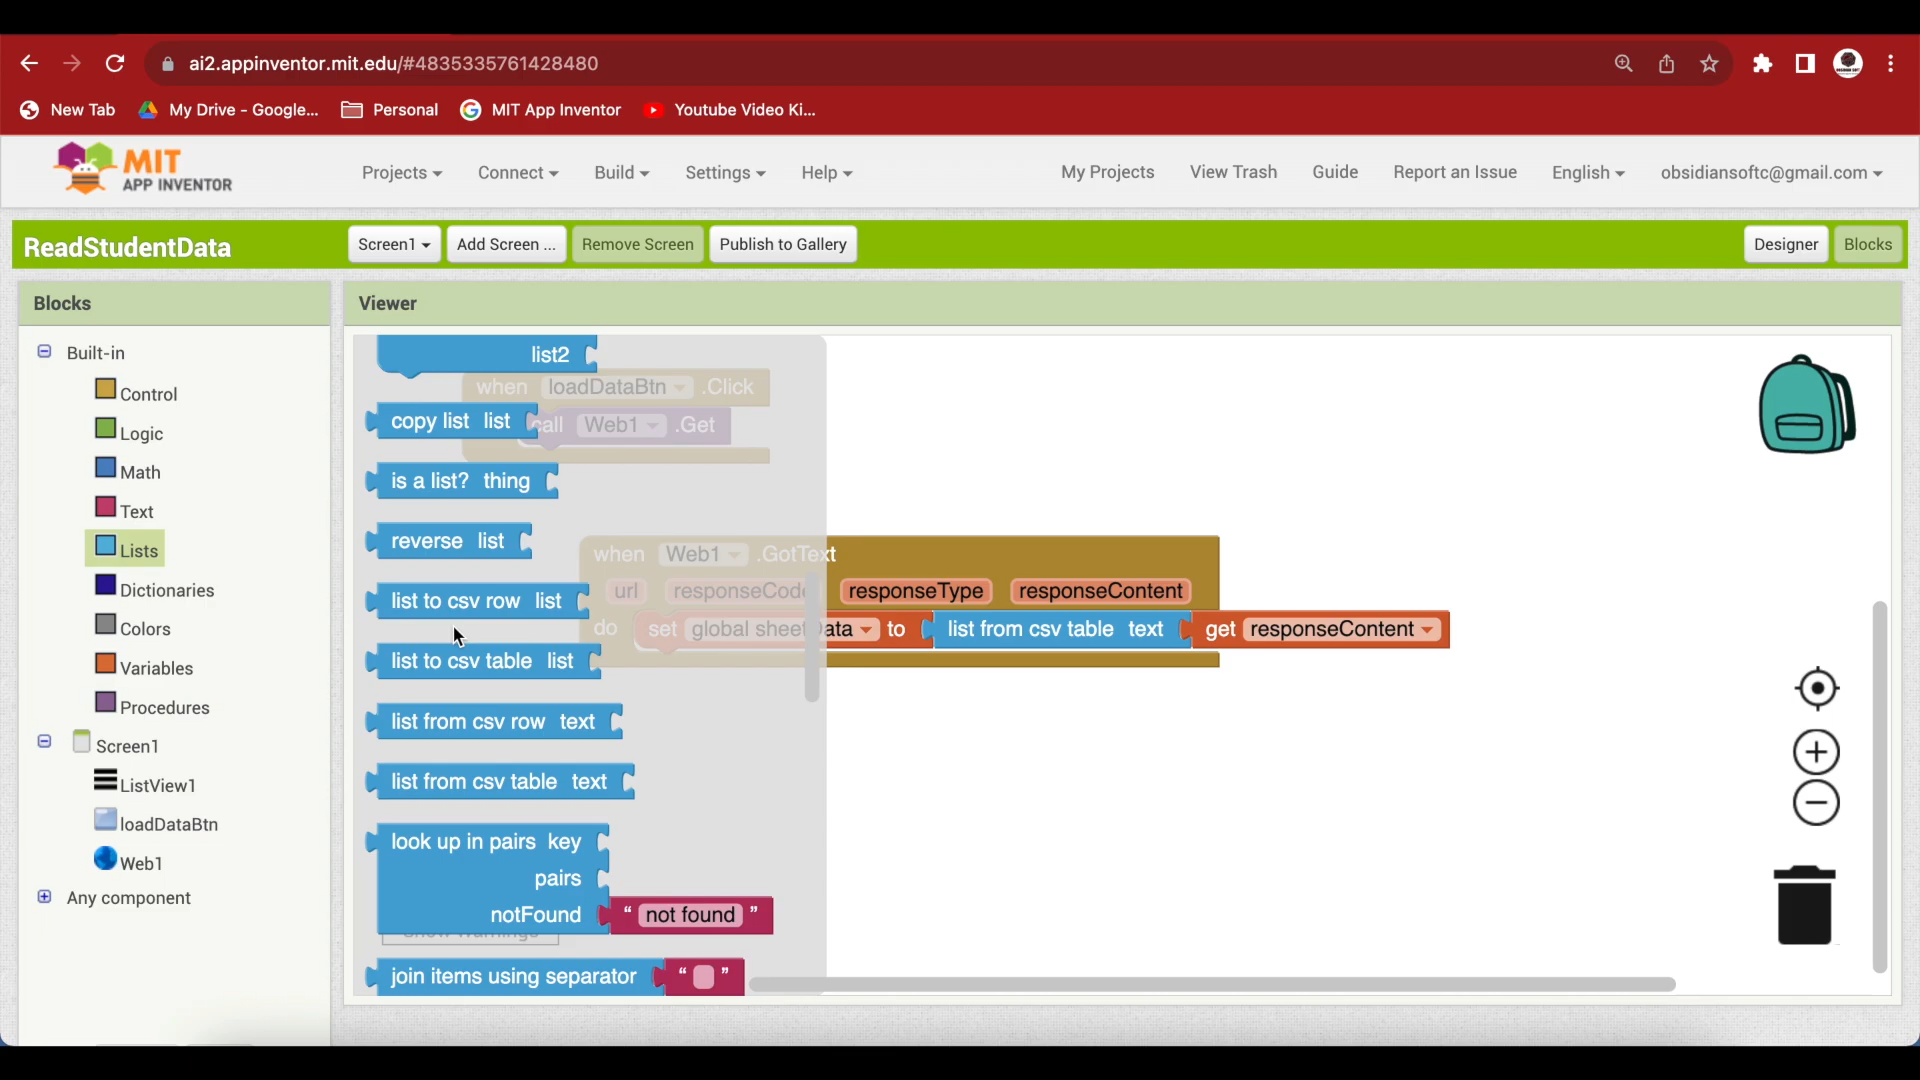 ai2.appinventor.mit.edu/#4835335761428480
New Tab My Drive - Google... Personal MIT App Inventor Youtube Video Ki...
MIT
APP INVENTOR
Projects Connect Build Settings Help My Projects View Trash Guide Report an Issue English obsidiansoftc@gmail.com
ReadStudentData Screen1 Add Screen ... Remove Screen Publish to Gallery Designer Blocks
Blocks
Viewer
Built-in
Control
Logic
Math
Text
Lists
Dictionaries
Colors
Variables
Procedures
Screen1
ListView1
loadDataBtn
Web1
Any component
list2
when loadDataBtn .Click
copy list list
call Web1 .Get
is a list? thing
reverse list
when Web1 .GotText
list to csv row list
url responseCode responseType responseContent
do set global sheetData to list from csv table text get responseContent
list to csv table list
list from csv row text
list from csv table text
look up in pairs key
pairs
notFound " not found "
Show Warnings
join items using separator " "